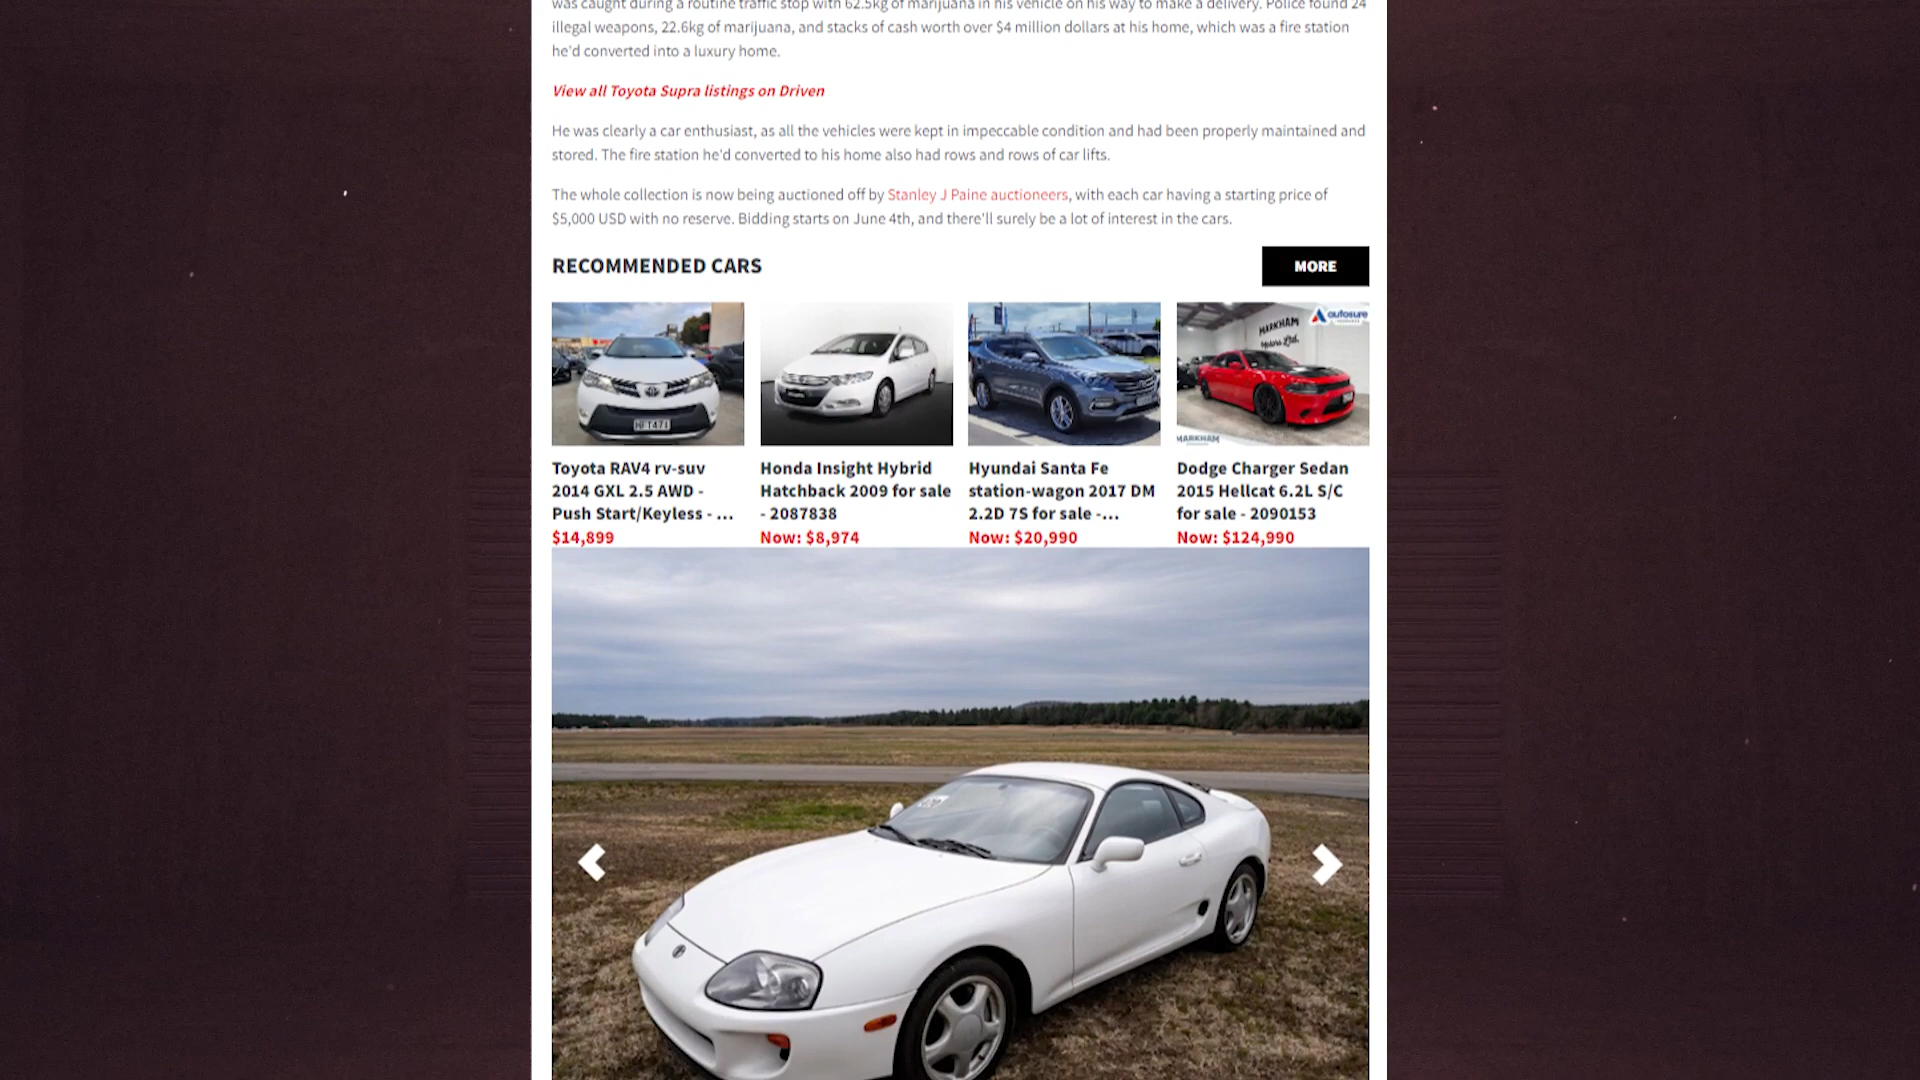 was caught during a routine traffic stop with 62.5kg of marijuana in his vehicle on his way to make a delivery. Police found 24
illegal weapons, 22.6kg of marijuana, and stacks of cash worth over $4 million dollars at his home, which was a fire station
he'd converted into a luxury home.
View all Toyota Supra listings on Driven
He was clearly a car enthusiast, as all the vehicles were kept in impeccable condition and had been properly maintained and
stored. The fire station he'd converted to his home also had rows and rows of car lifts.
The whole collection is now being auctioned off by Stanley J Paine auctioneers, with each car having a starting price of
$5,000 USD with no reserve. Bidding starts on June 4th, and there'll surely be a lot of interest in the cars.
RECOMMENDED CARS
MORE
autosure
MARKHAM
Motors Ltd.
MARKHAM
Toyota RAV4 rv-suv
2014 GXL 2.5 AWD -
Push Start/Keyless - ...
$14,899
Honda Insight Hybrid
Hatchback 2009 for sale
- 2087838
Now: $8,974
Hyundai Santa Fe
station-wagon 2017 DM
2.2D 7S for sale -...
Now: $20,990
Dodge Charger Sedan
2015 Hellcat 6.2L S/C
for sale - 2090153
Now: $124,990